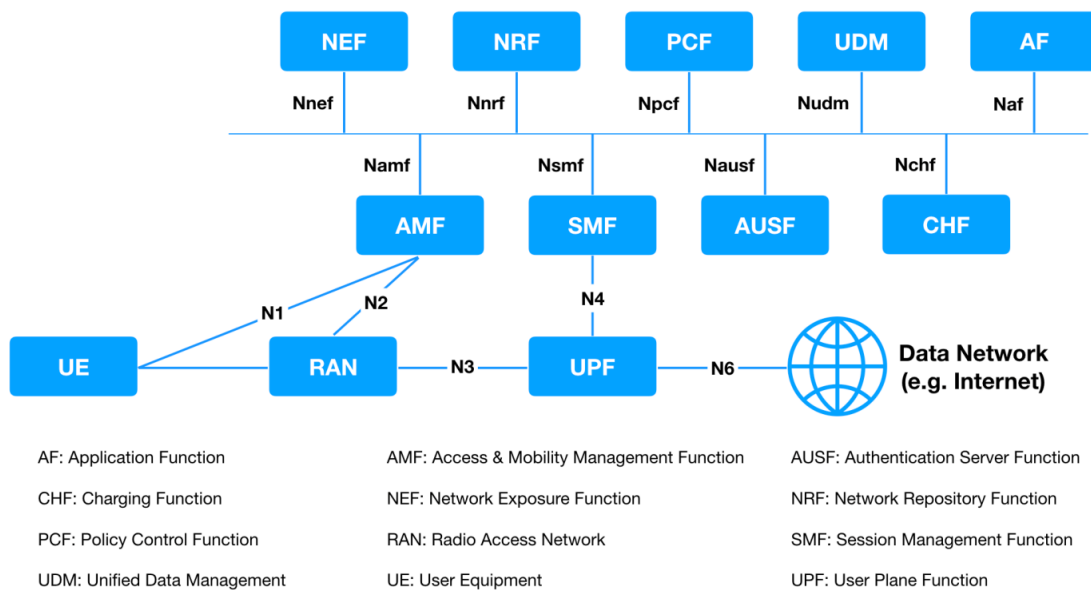 NEF
NRF
PCF
UDM
AF
Nnef
Nnrf
Npcf
Nudm
Naf
Namf
Nsmf
Nausf
Nchf
AMF
SMF
AUSF
CHF
N1
N2
N4
UE
RAN
N3
UPF
N6
Data Network
(e.g. Internet)
AF: Application Function
AMF: Access & Mobility Management Function
AUSF: Authentication Server Function
CHF: Charging Function
NEF: Network Exposure Function
NRF: Network Repository Function
PCF: Policy Control Function
RAN: Radio Access Network
SMF: Session Management Function
UDM: Unified Data Management
UE: User Equipment
UPF: User Plane Function